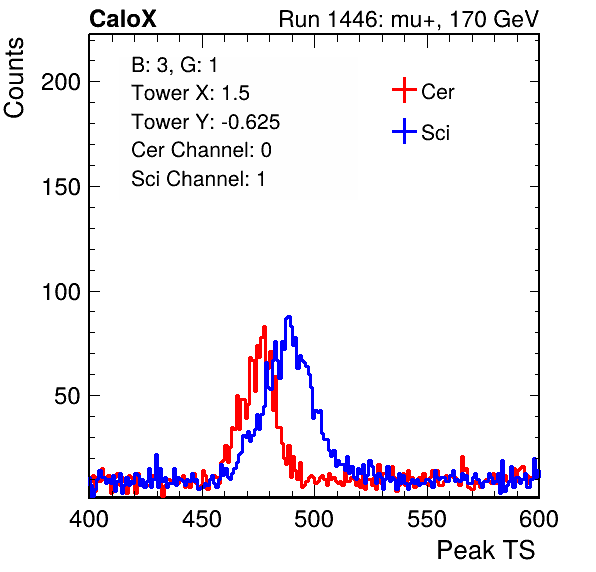 CaloX Run 1446: mu+, 170 GeV
Counts
B: 3, G: 1
Tower X: 1.5
Tower Y: -0.625
Cer Channel: 0
Sci Channel: 1
Cer
Sci
200
150
100
50
400 450 500 550 600
Peak TS